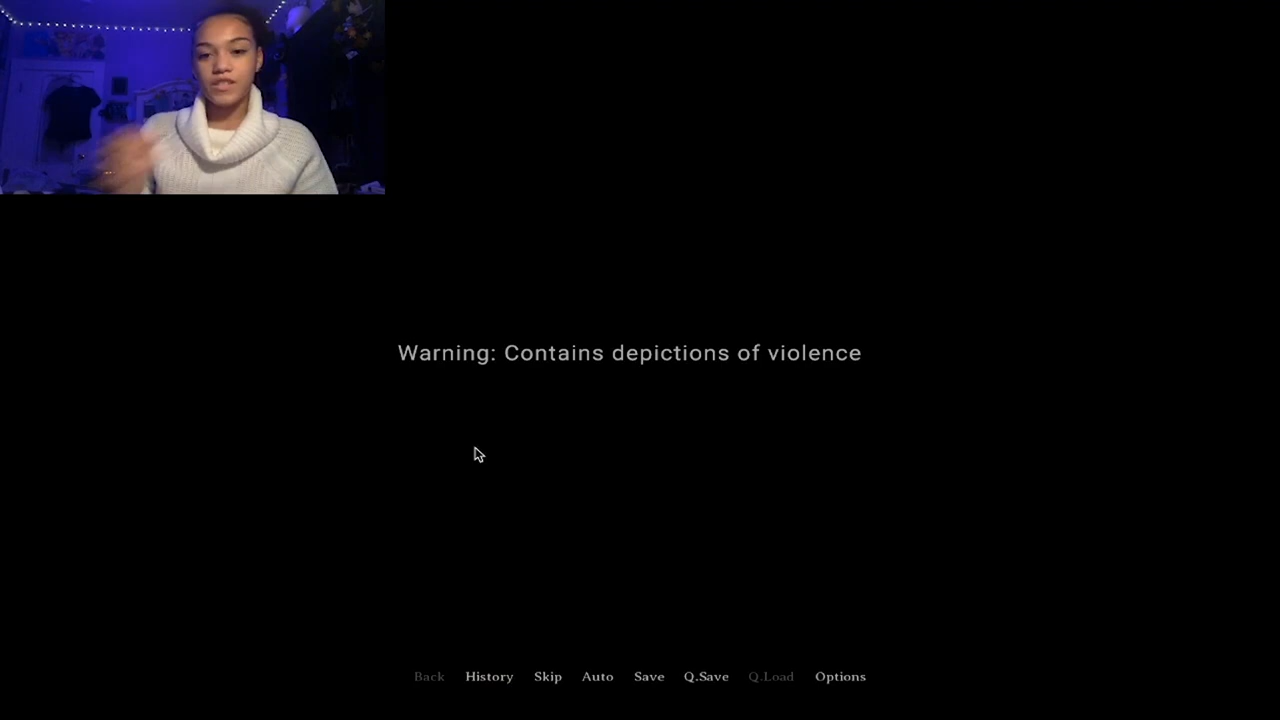 Warning: Contains depictions of violence
Back History Skip Auto Save Q.Save Q.Load Options